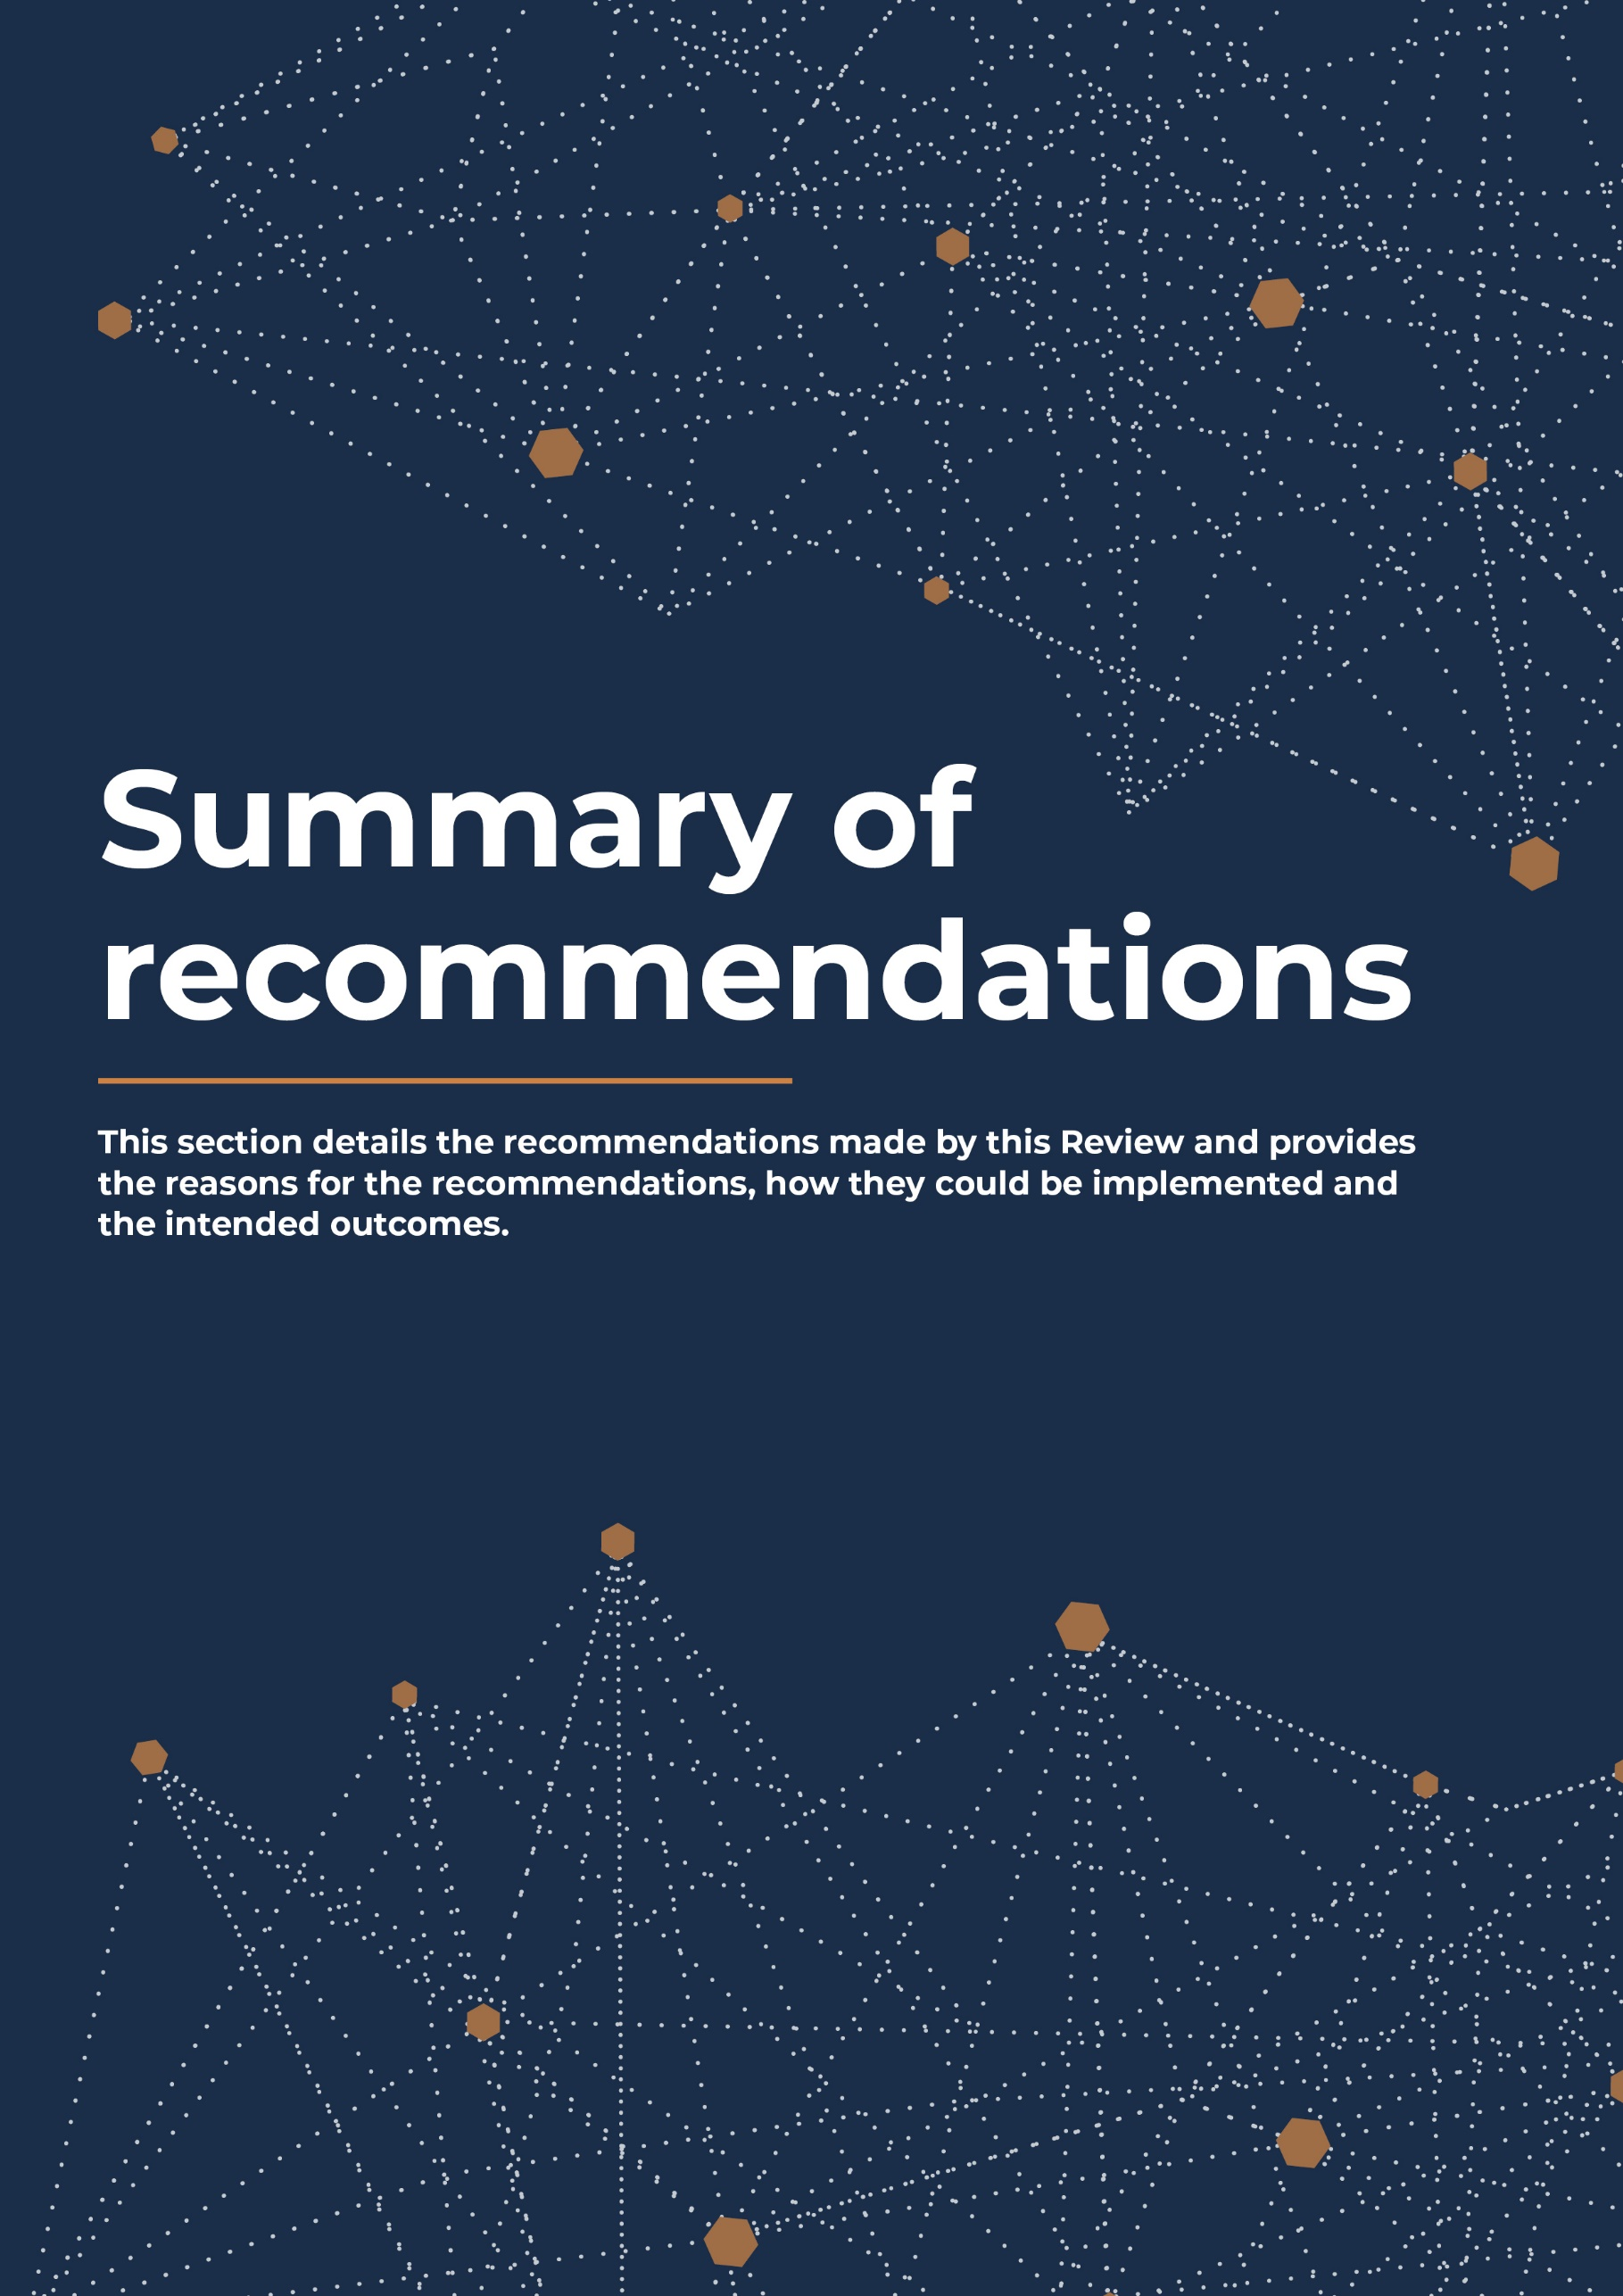 Summary of
recommendations
This section details the recommendations made by this Review and provides
the reasons for the recommendations, how they could be implemented and
the intended outcomes.